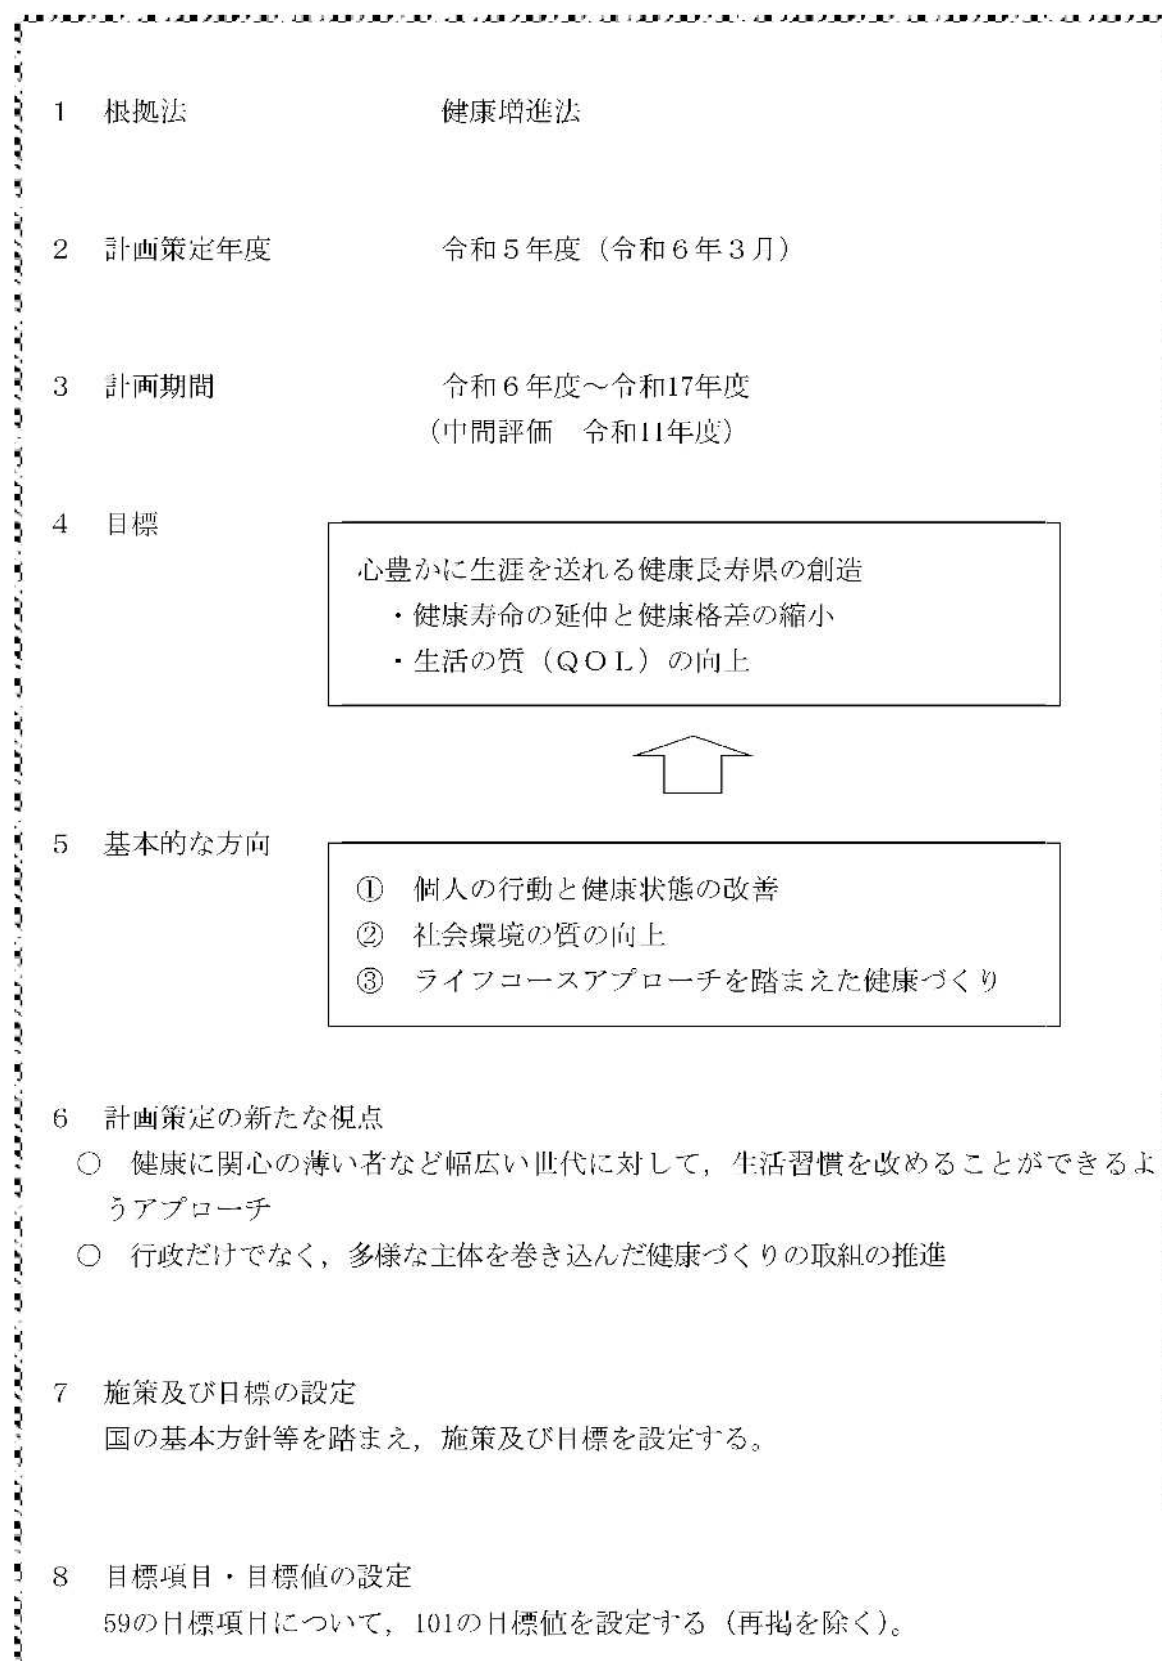 1　根拠法　健康増進法
2　計画策定年度　令和５年度（令和６年３月）
3　計画期間　令和６年度～令和17年度
（中間評価　令和11年度）
4　目標
心豊かに生涯を送れる健康長寿県の創造
・健康寿命の延伸と健康格差の縮小
・生活の質（ＱＯＬ）の向上
5　基本的な方向
①　個人の行動と健康状態の改善
②　社会環境の質の向上
③　ライフコースアプローチを踏まえた健康づくり
6　計画策定の新たな視点
○　健康に関心の薄い者など幅広い世代に対して，生活習慣を改めることができるよ
うアプローチ
○　行政だけでなく，多様な主体を巻き込んだ健康づくりの取組の推進
7　施策及び目標の設定
国の基本方針等を踏まえ，施策及び目標を設定する。
8　目標項目・目標値の設定
59の目標項目について，101の目標値を設定する（再掲を除く）。